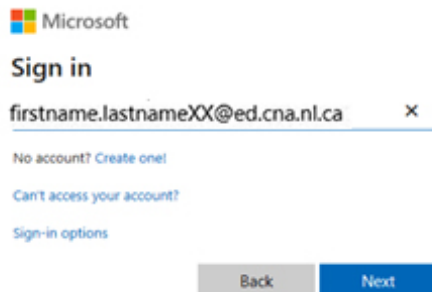 Microsoft
Sign in
firstname.lastnameXX@ed.cna.nl.ca
No account? Create one!
Can't access your account?
Sign-in options
Back Next